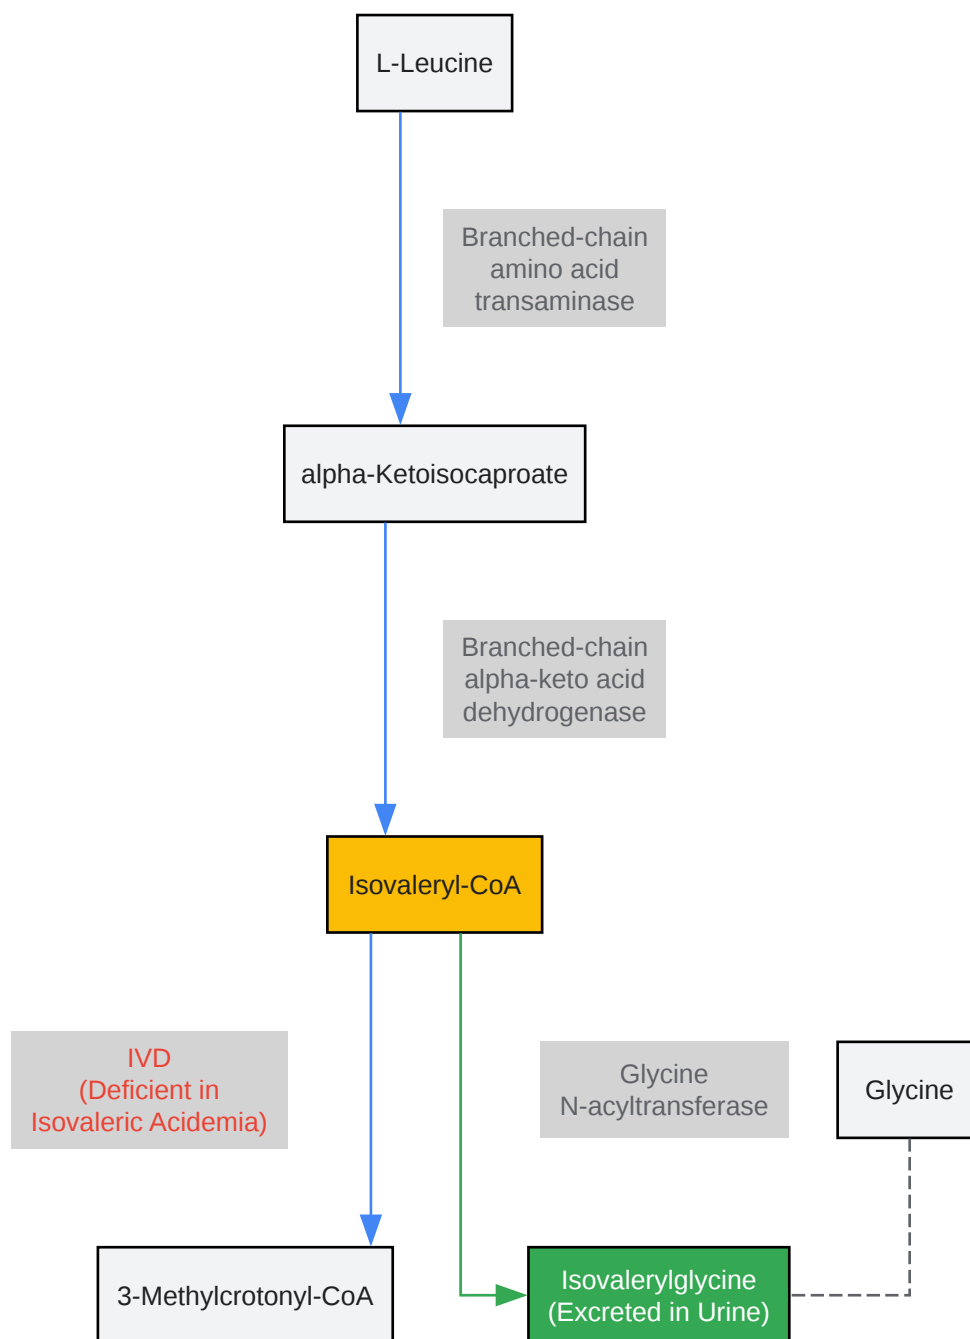 L-Leucine
Branched-chain
amino acid
transaminase
alpha-Ketoisocaproate
Branched-chain
alpha-keto acid
dehydrogenase
Isovaleryl-CoA
IVD
(Deficient in
Isovaleric Acidemia)
Glycine
N-acyltransferase
Glycine
3-Methylcrotonyl-CoA
Isovalerylglycine
(Excreted in Urine)